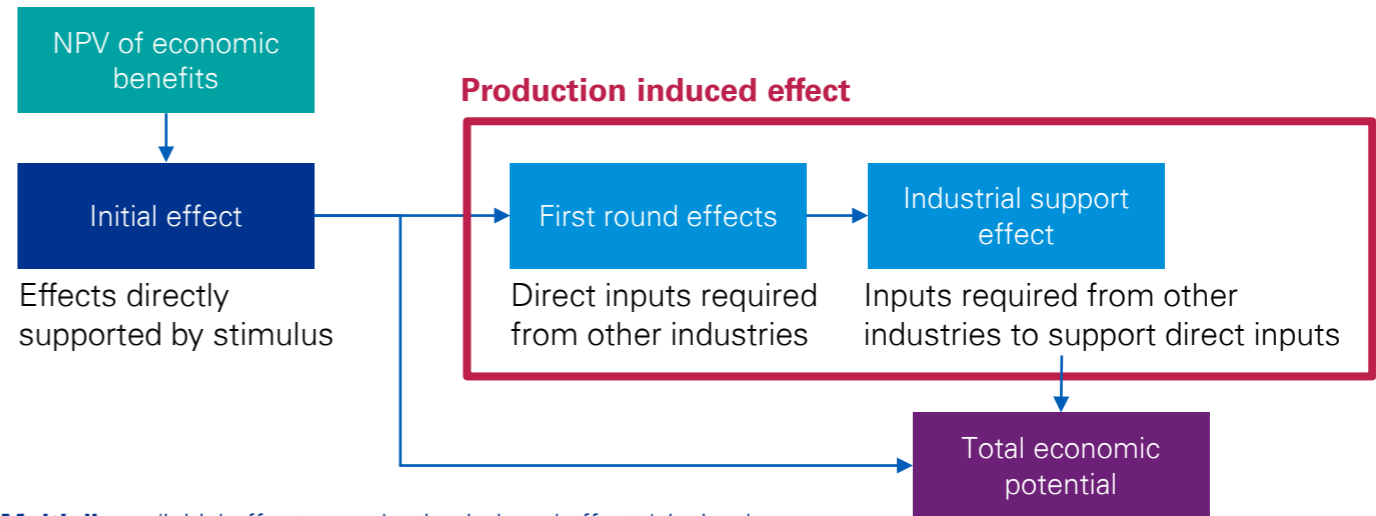 NPV of economic
benefits
Production induced effect
Initial effect
First round effects
Industrial support
effect
Effects directly
supported by stimulus
Direct inputs required
from other industries
Inputs required from other
industries to support direct inputs
Total economic
potential